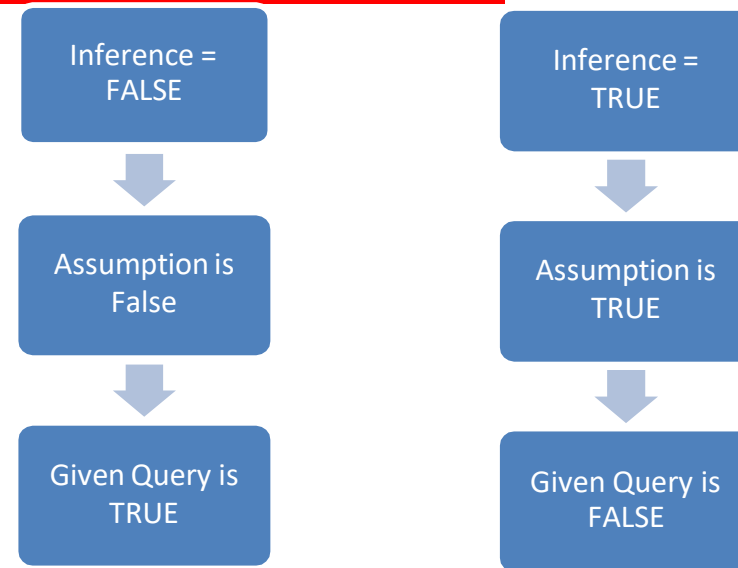 Inference =
FALSE
Assumption is
False
Given Query is
TRUE
Inference =
TRUE
Assumption is
TRUE
Given Query is
FALSE